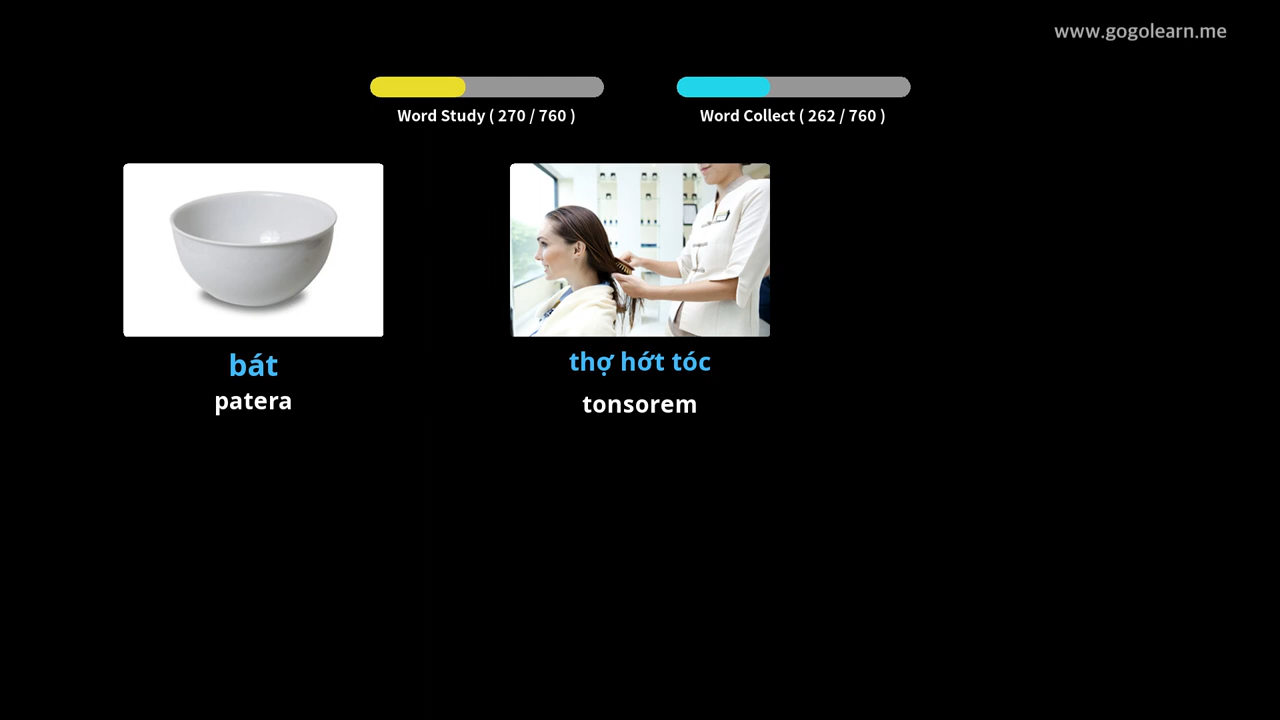 www.gogolearn.me
Word Study ( 270 / 760 )
Word Collect ( 262 / 760 )
bát
patera
thợ hớt tóc
tonsorem